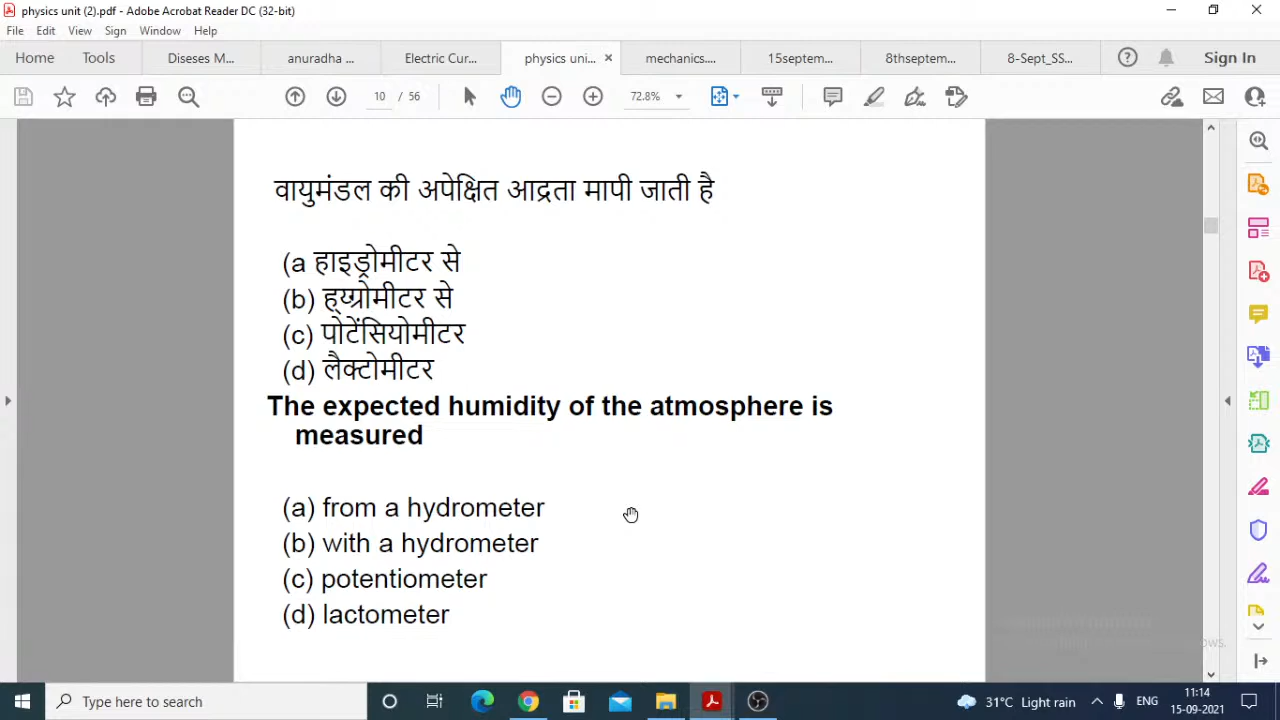 physics unit (2).pdf - Adobe Acrobat Reader DC (32-bit)
File Edit View Sign Window Help
Home Tools Diseses M... anuradha ... Electric Cur... physics uni... × mechanics.... 15septem... 8thseptem... 8-Sept_SS... Sign In
10 / 56 72.8%
वायुमंडल की अपेक्षित आद्रता मापी जाती है
(a हाइड्रोमीटर से
(b) ह्य्ग्रोमीटर से
(c) पोटेंसियोमीटर
(d) लैक्टोमीटर
The expected humidity of the atmosphere is
measured
(a) from a hydrometer
(b) with a hydrometer
(c) potentiometer
(d) lactometer
Type here to search 31°C Light rain ENG 11:14
15-09-2021